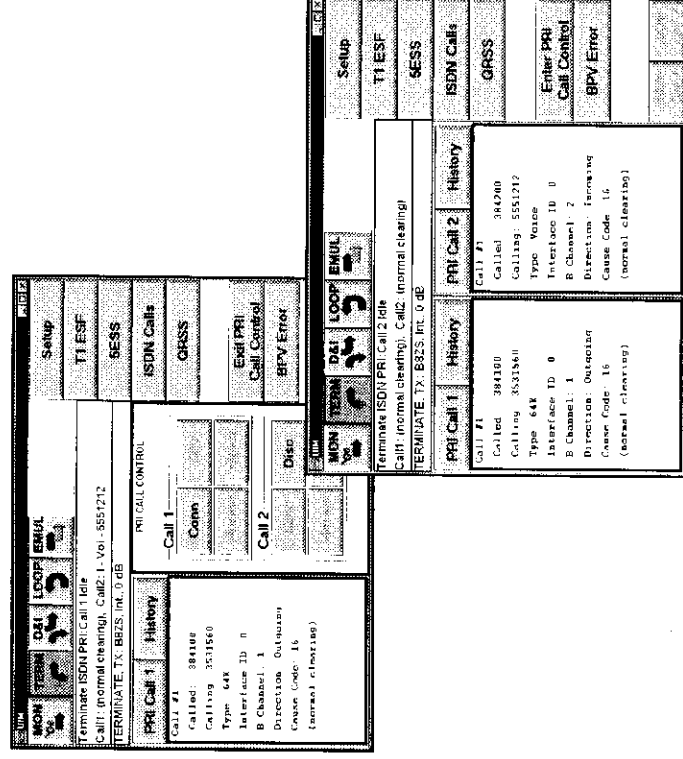 MON TERM D&I LOOP EMUL
Terminate ISDN PRI: Call 1 Idle
Call1: (normal clearing), Call2: I - Voi - 5551212
TERMINATE, TX: B8ZS, Int., 0 dB
PRI Call 1 History
Call #1
Called: 384100
Calling 3531560
Type 64K
Interface ID 0
B Channel: 1
Direction Outgoing
Cause Code: 16
(normal clearing)
PRI CALL CONTROL
Call 1
Conn
Call 2
Disc
Setup
T1 ESF
5ESS
ISDN Calls
QRSS
Exit PRI
Call Control
BPV Error
MON TERM D&I LOOP EMUL
Terminate ISDN PRI: Call 2 Idle
Call1: (normal clearing), Call2: (normal clearing)
TERMINATE, TX: B8ZS, Int., 0 dB
PRI Call 1 History
Call #1
Called 384100
Calling 3531560
Type 64K
Interface ID 0
B Channel: 1
Direction: Outgoing
Cause Code: 16
(normal clearing)
PRI Call 2 History
Call #1
Called 384200
Calling: 5551212
Type Voice
Interface ID 0
B Channel: 2
Direction: Incoming
Cause Code 16
(normal clearing)
Setup
T1 ESF
5ESS
ISDN Calls
QRSS
Enter PRI
Call Control
BPV Error